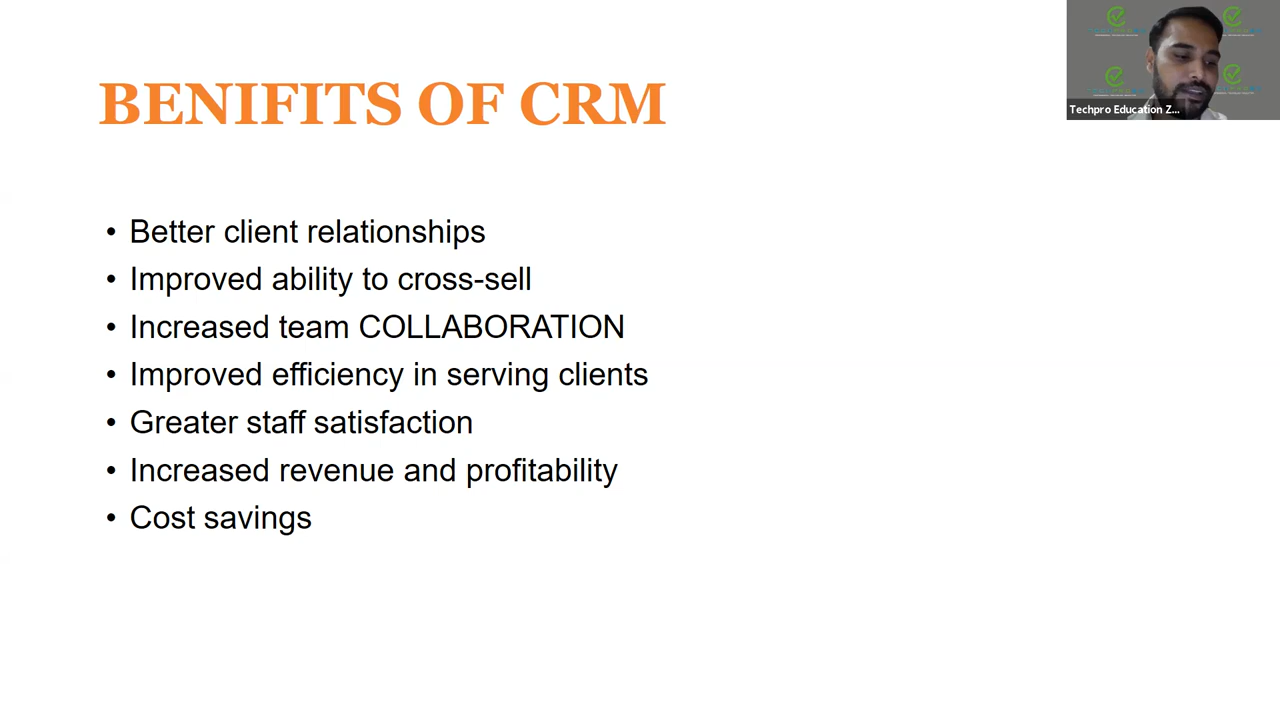 BENIFITS OF CRM
• Better client relationships
• Improved ability to cross-sell
• Increased team COLLABORATION
• Improved efficiency in serving clients
• Greater staff satisfaction
• Increased revenue and profitability
• Cost savings
Techpro Education Z...